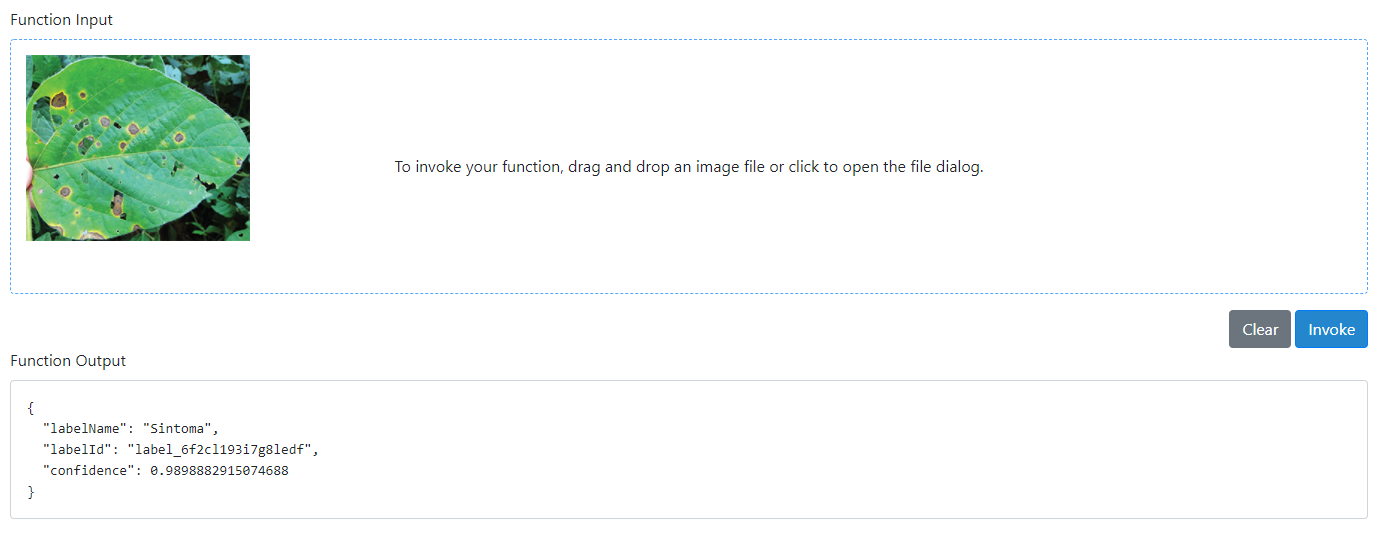 Function Input
To invoke your function, drag and drop an image file or click to open the file dialog.
Clear
Invoke
Function Output
{
"labelName": "Sintoma",
"labelId": "label_6f2cl193i7g8ledf",
"confidence": 0.9898882915074688
}